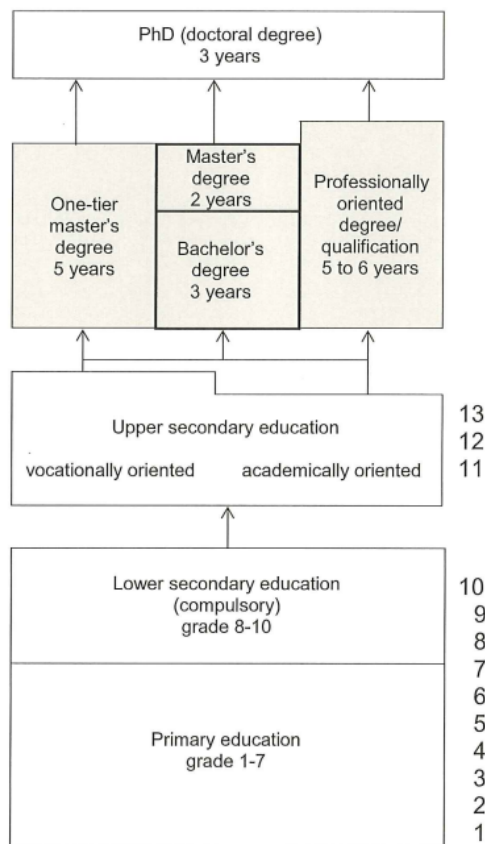 PhD (doctoral degree)
3 years
One-tier
master's
degree
5 years
Master's
degree
2 years
Bachelor's
degree
3 years
Professionally
oriented
degree/
qualification
5 to 6 years
Upper secondary education
vocationally oriented
academically oriented
13
12
11
Lower secondary education
(compulsory)
grade 8-10
Primary education
grade 1-7
10
9
8
7
6
5
4
3
2
1